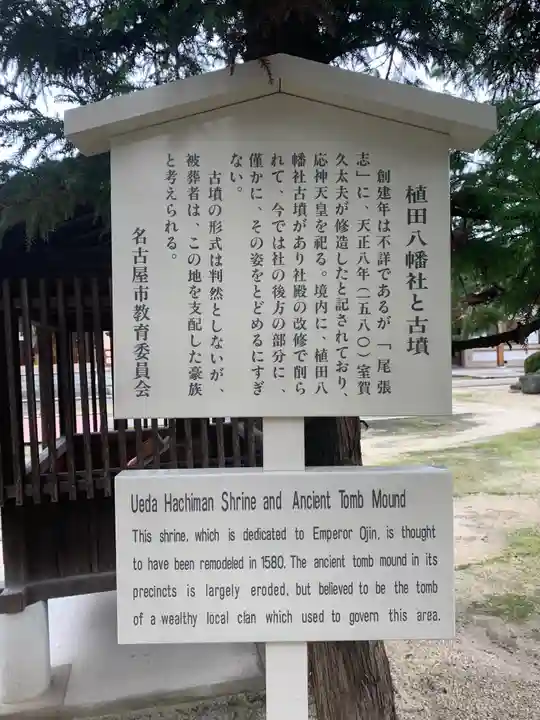 植田八幡社と古墳
創建年は不詳であるが、「尾張
志」に、天正八年(一五八〇)室賀
久太夫が修造したと記されており、
応神天皇を祀る。境内に、植田八
幡社古墳があり社殿の改修で削ら
れて、今では社の後方の部分に、
僅かに、その姿をとどめるにすぎ
ない。
古墳の形式は判然としないが、
被葬者は、この地を支配した豪族
と考えられる。
名古屋市教育委員会
Ueda Hachiman Shrine and Ancient Tomb Mound
This shrine, which is dedicated to Emperor Ojin, is thought
to have been remodeled in 1580. The ancient tomb mound in its
precincts is largely eroded, but believed to be the tomb
of a wealthy local clan which used to govern this area.